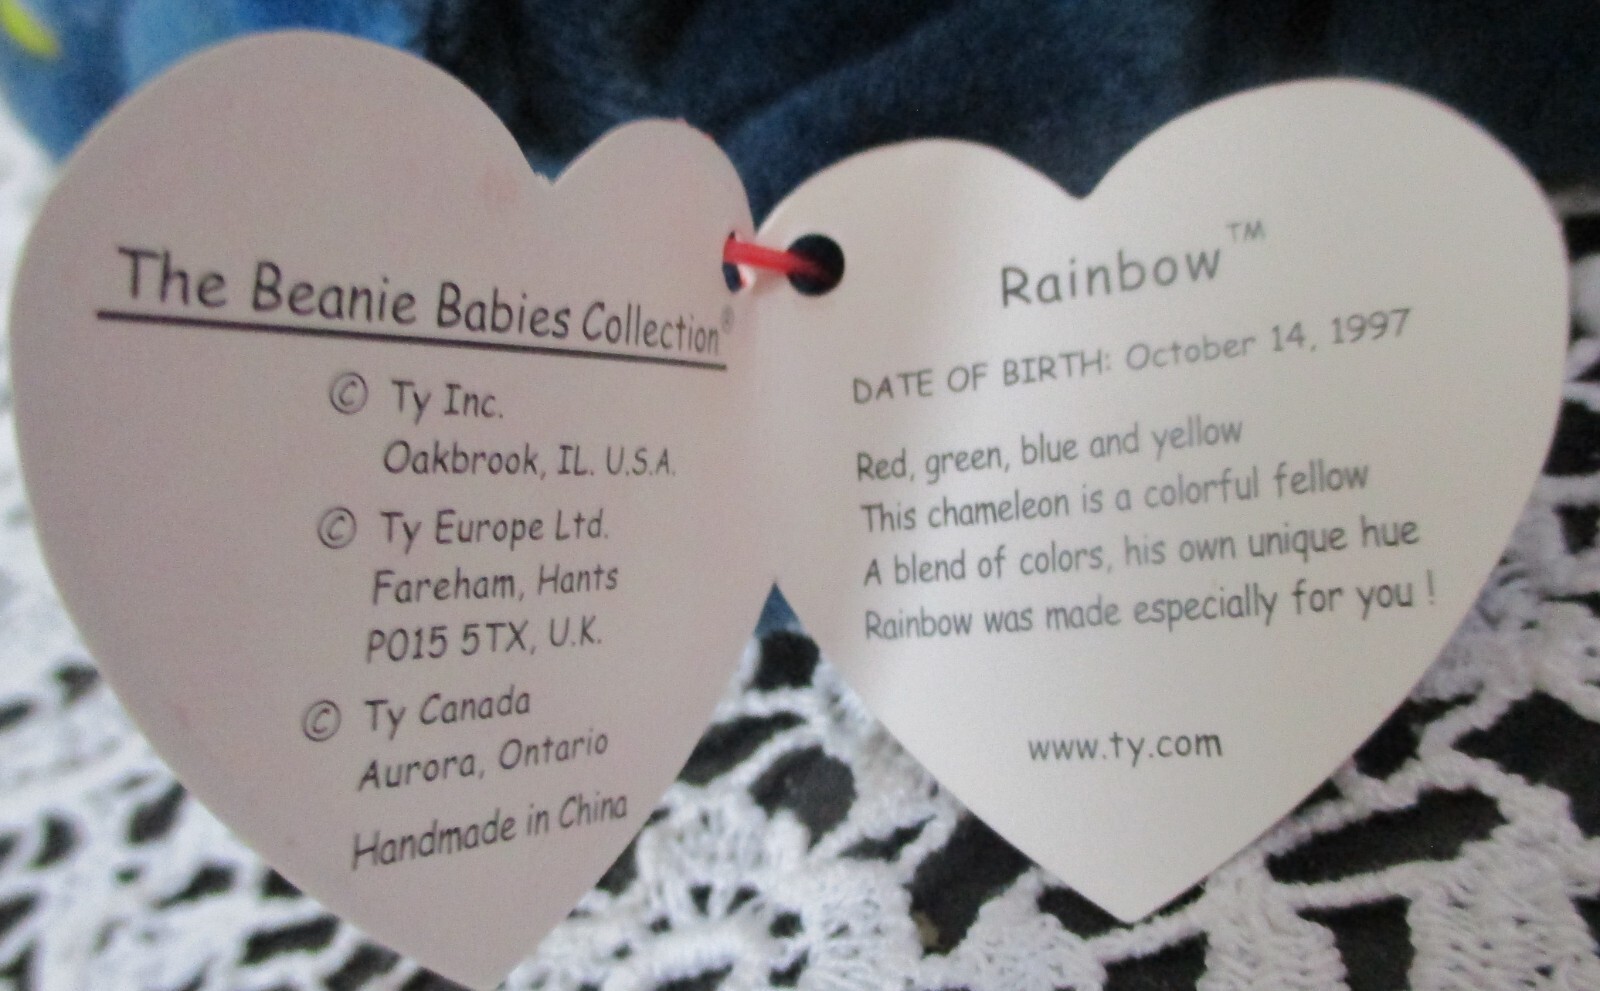 The Beanie Babies Collection®
© Ty Inc.
Oakbrook, IL. U.S.A.
© Ty Europe Ltd.
Fareham, Hants
PO15 5TX, U.K.
© Ty Canada
Aurora, Ontario
Handmade in China
Rainbow™
DATE OF BIRTH: October 14, 1997
Red, green, blue and yellow
This chameleon is a colorful fellow
A blend of colors, his own unique hue
Rainbow was made especially for you !
www.ty.com